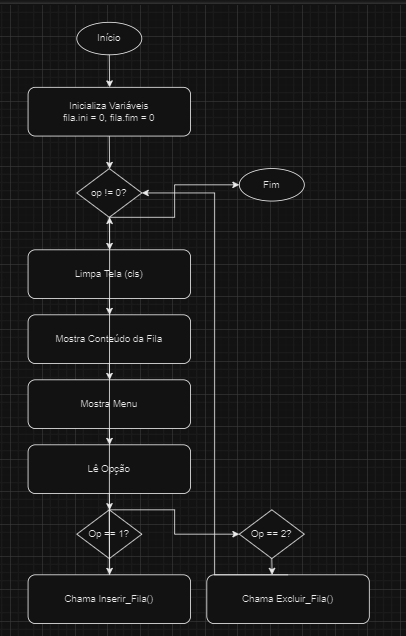 Início
Inicializa Variáveis
fila.ini = 0, fila.fim = 0
op != 0?
Fim
Limpa Tela (cls)
Mostra Conteúdo da Fila
Mostra Menu
Lê Opção
Op == 1?
Op == 2?
Chama Inserir_Fila()
Chama Excluir_Fila()